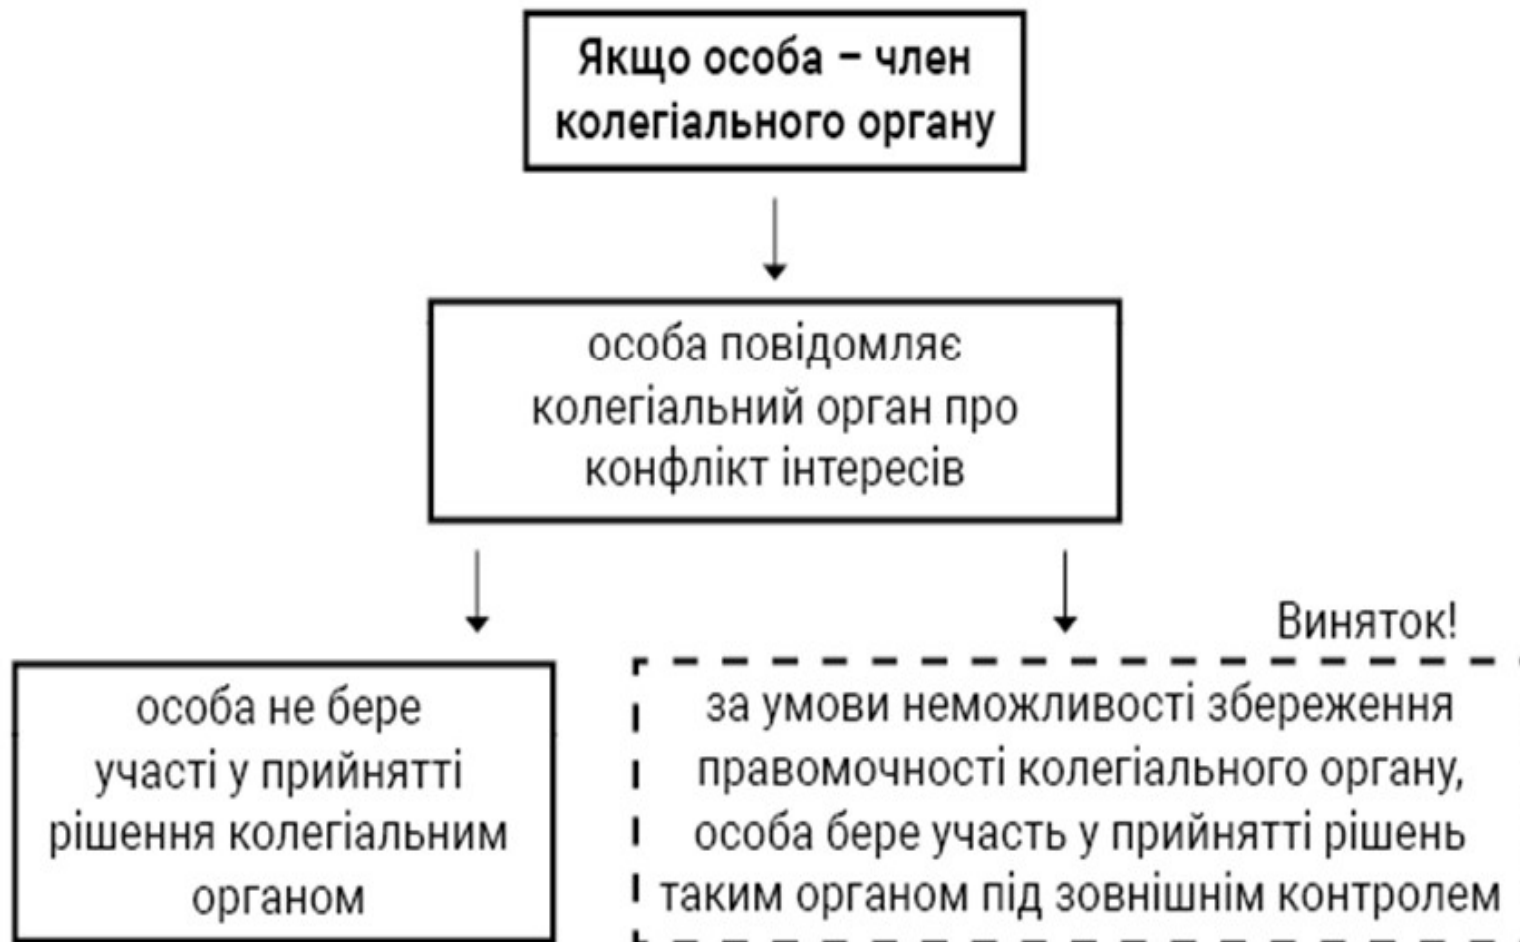 Якщо особа – член
колегіального органу
особа повідомляє
колегіальний орган про
конфлікт інтересів
особа не бере
участі у прийнятті
рішення колегіальним
органом
Виняток!
за умови неможливості збереження
правомочності колегіального органу,
особа бере участь у прийнятті рішень
таким органом під зовнішнім контролем